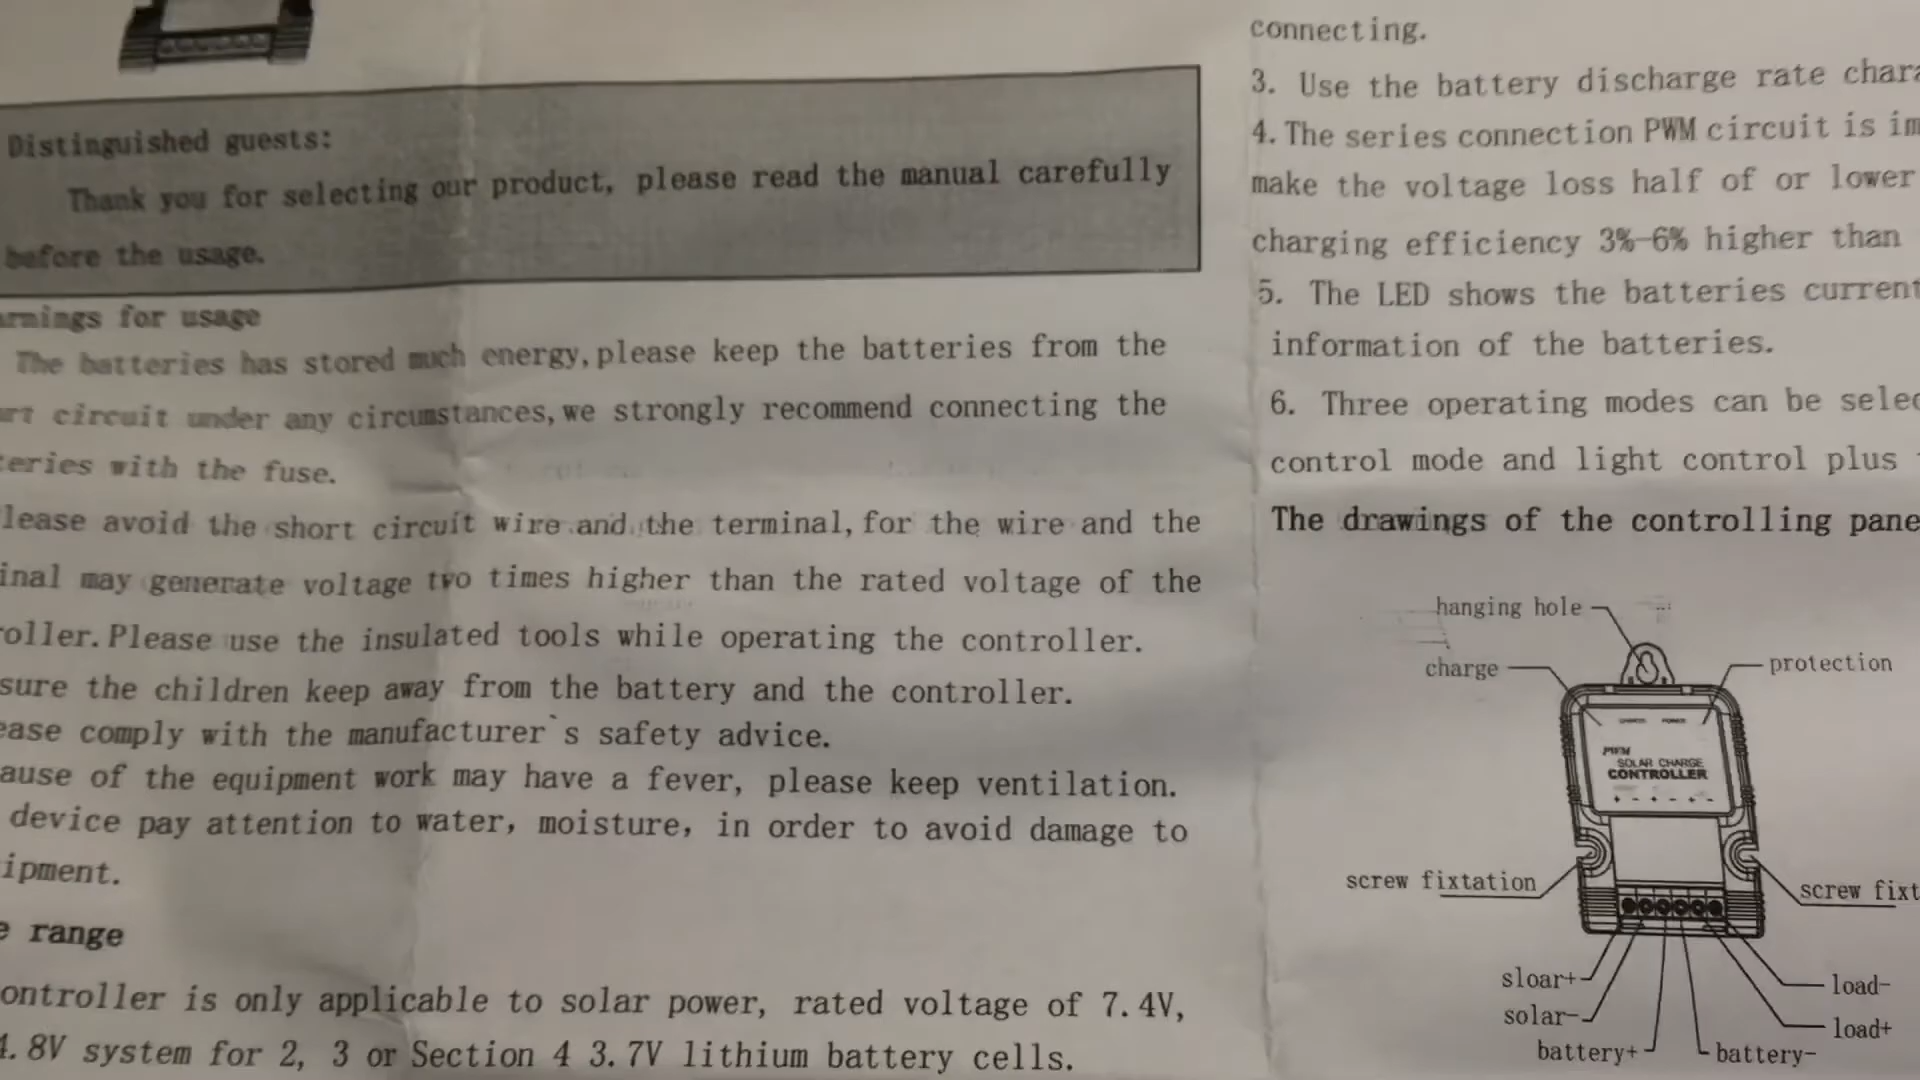 Distinguished guests:
Thank you for selecting our product, please read the manual carefully
before the usage.
arnings for usage
The batteries has stored much energy, please keep the batteries from the
rt circuit under any circumstances, we strongly recommend connecting the
teries with the fuse.
lease avoid the short circuit wire and the terminal, for the wire and the
inal may generate voltage two times higher than the rated voltage of the
roller. Please use the insulated tools while operating the controller.
sure the children keep away from the battery and the controller.
ease comply with the manufacturer`s safety advice.
ause of the equipment work may have a fever, please keep ventilation.
device pay attention to water, moisture, in order to avoid damage to
ipment.
e range
ontroller is only applicable to solar power, rated voltage of 7.4V,
4.8V system for 2, 3 or Section 4 3.7V lithium battery cells.
connecting.
3. Use the battery discharge rate chara
4. The series connection PWM circuit is im
make the voltage loss half of or lower
charging efficiency 3%-6% higher than
5. The LED shows the batteries current
information of the batteries.
6. Three operating modes can be selec
control mode and light control plus
The drawings of the controlling pane
hanging hole
charge
protection
PWM
SOLAR CHARGE
CONTROLLER
+ - + - + -
screw fixtation
screw fixt
sloar+
load-
solar-
load+
battery+
battery-